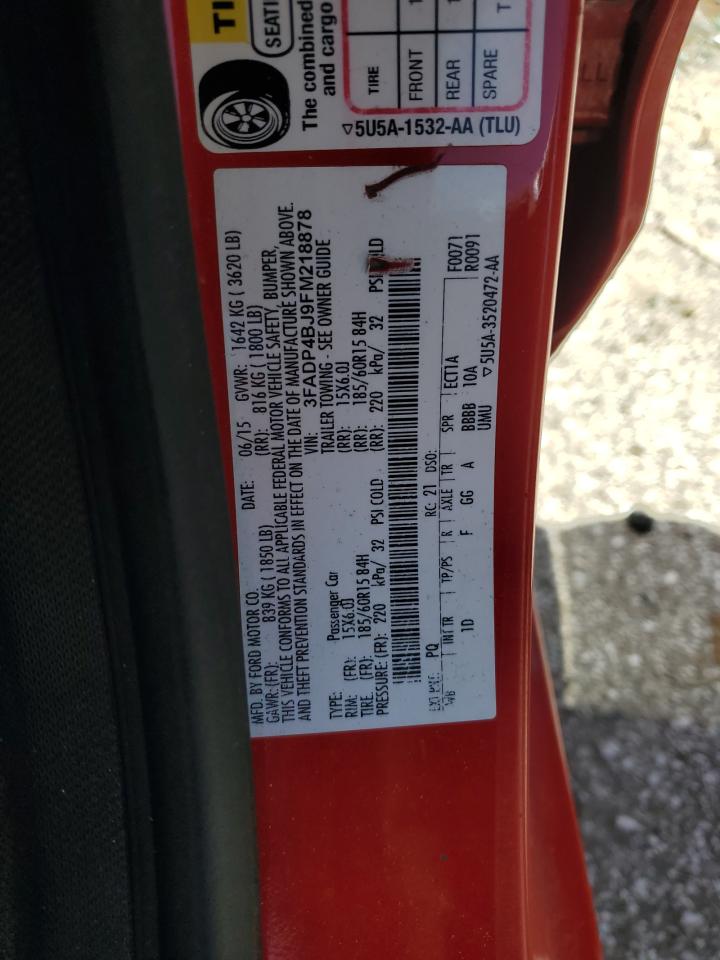 TI
SEATI
The combined
and cargo
TIRE
FRONT 1
REAR 1
SPARE T
▽5U5A-1532-AA (TLU)
MFD. BY FORD MOTOR CO. DATE: 06/15 GVWR: 1642 KG ( 3620 LB)
GAWR:(FR): 839 KG ( 1850 LB) (RR): 816 KG ( 1800 LB)
THIS VEHICLE CONFORMS TO ALL APPLICABLE FEDERAL MOTOR VEHICLE SAFETY, BUMPER,
AND THEFT PREVENTION STANDARDS IN EFFECT ON THE DATE OF MANUFACTURE SHOWN ABOVE.
VIN: 3FADP4BJ9FM218878
TYPE: Passenger Car TRAILER TOWING - SEE OWNER GUIDE
RIM: (FR): 15X6.0J (RR): 15X6.0J
TIRE (FR): 185/60R15 84H (RR): 185/60R15 84H
PRESSURE:(FR): 220 kPa/ 32 PSI COLD (RR): 220 kPa/ 32 PSI COLD
EXT PNT: PQ RC: 21 DSO: F0071
R0091
WB INT TR TP/PS R AXLE TR SPR ECT1A
1D F GG A BBBB 10A
UMU ▽5U5A-3520472-AA